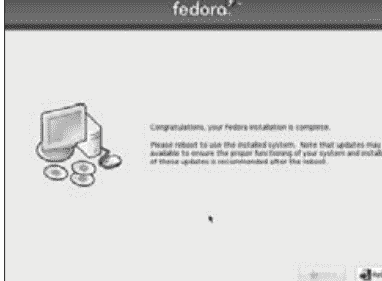 fedora
Congratulations, your Fedora installation is complete.
Please reboot to use the installed system. Note that updates may
available to ensure the proper functioning of your system and
of these updates is recommended after the reboot.